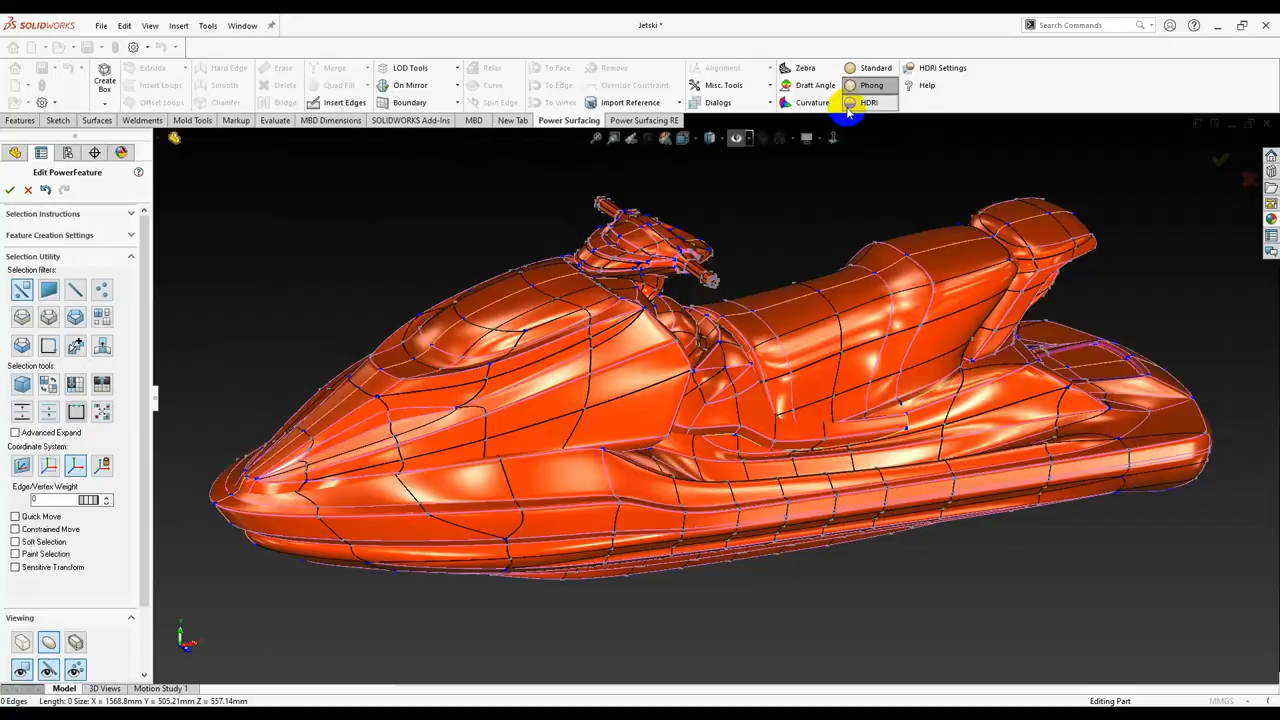 SOLIDWORKS File Edit View Insert Tools Window Jetski * Search Commands
Create Box
Extrude Hard Edge Erase Merge LOD Tools Relax To Face Remove Alignment Zebra Standard HDRI Settings
Insert Loops Smooth Delete Quad Fill On Mirror Curve To Edge Override Constraint Misc. Tools Draft Angle Phong Help
Offset Loops Chamfer Bridge Insert Edges Boundary Spin Edge To Vertex Import Reference Dialogs Curvature HDRI
Features Sketch Surfaces Weldments Mold Tools Markup Evaluate MBD Dimensions SOLIDWORKS Add-Ins MBD New Tab Power Surfacing Power Surfacing RE
Edit PowerFeature
Selection Instructions
Feature Creation Settings
Selection Utility
Selection filters:
Selection tools:
Advanced Expand
Coordinate System:
Edge/Vertex Weight
0
Quick Move
Constrained Move
Soft Selection
Paint Selection
Sensitive Transform
Viewing
Model 3D Views Motion Study 1
0 Edges Length: 0 Size: X = 1568.8mm Y = 505.21mm Z = 557.14mm Editing Part MMGS